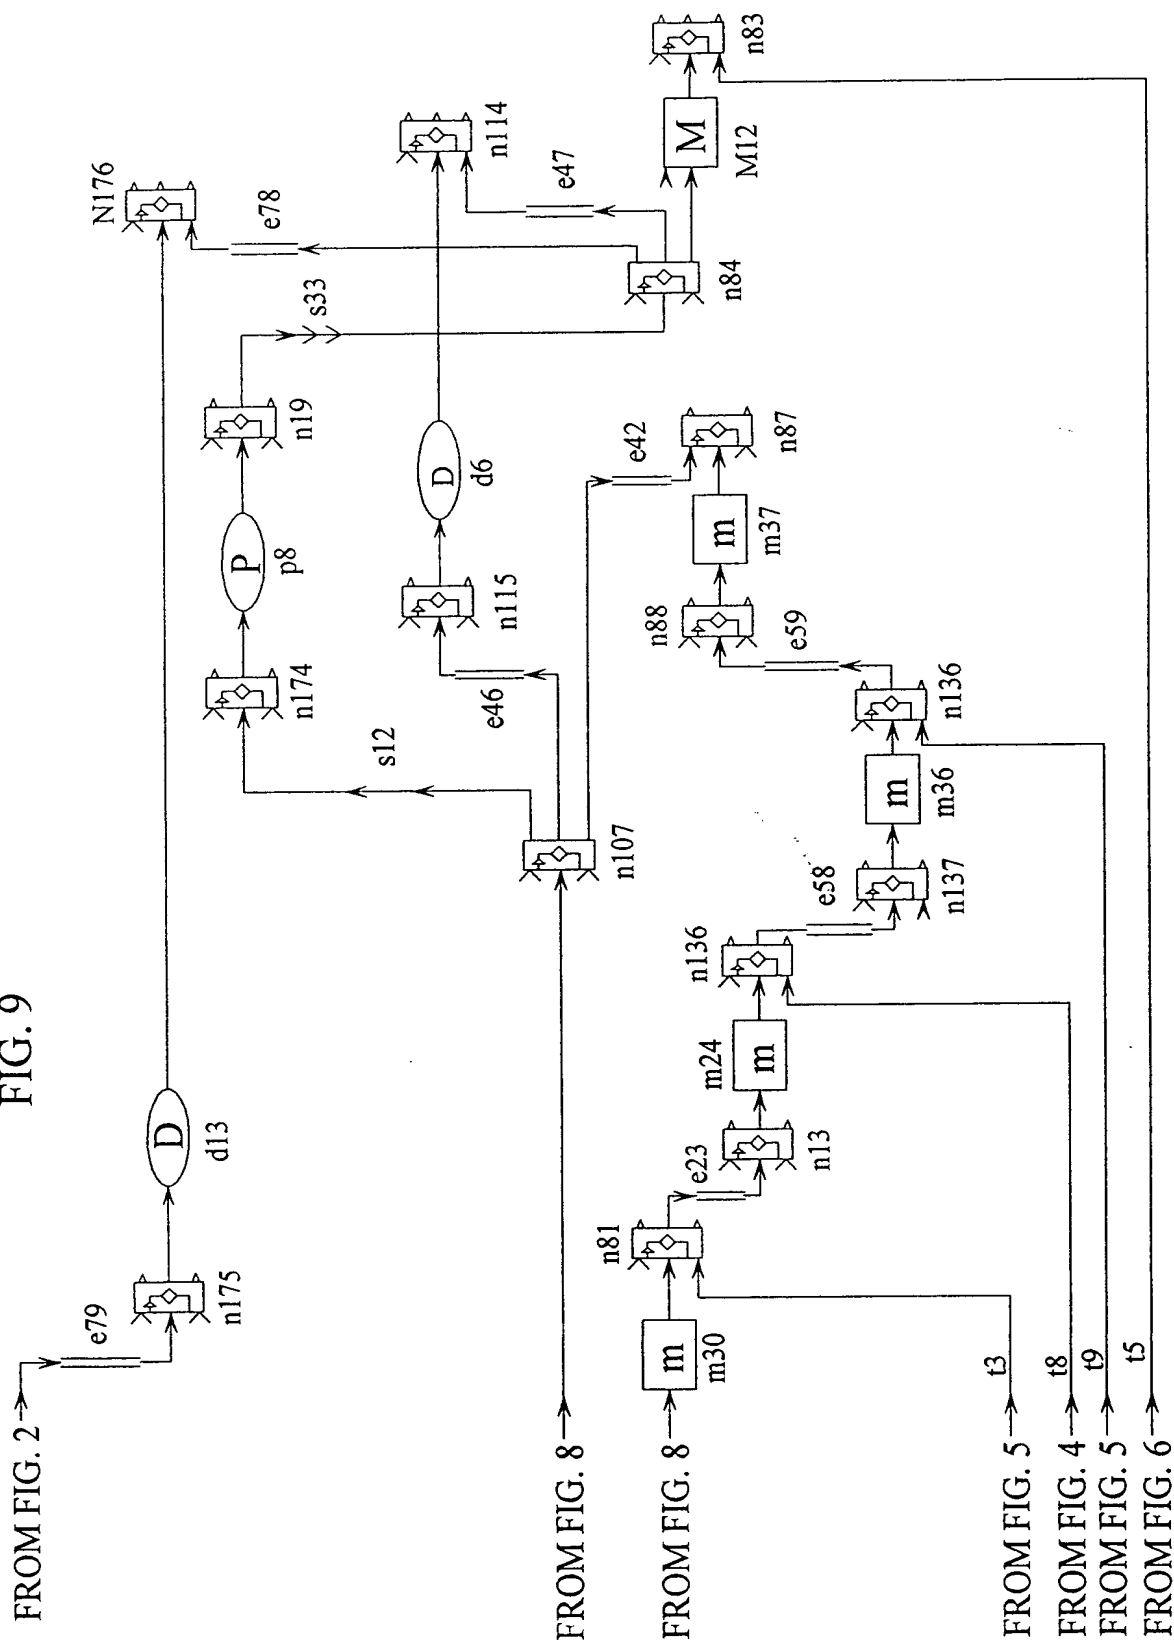 FIG. 9
FROM FIG. 2
e79
n175
D
d13
N176
e78
n174
P
p8
n19
s33
s12
e46
n115
D
d6
n114
e47
n84
M
M12
n83
FROM FIG. 8
n107
e42
n87
m
m37
n88
e59
FROM FIG. 8
m
m30
n81
e23
n13
m
m24
n136
e58
n137
m
m36
n136
FROM FIG. 5
t3
FROM FIG. 4
t8
FROM FIG. 5
t9
FROM FIG. 6
t5